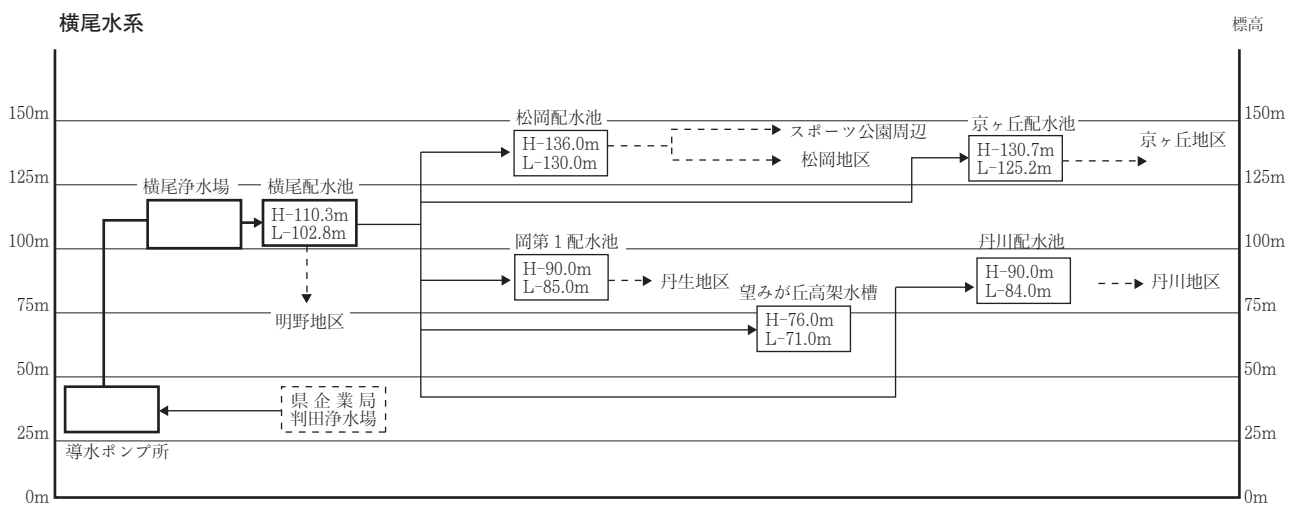 横尾水系
標高
150m
125m
100m
75m
50m
25m
0m
松岡配水池
H-136.0m
L-130.0m
スポーツ公園周辺
松岡地区
京ヶ丘配水池
H-130.7m
L-125.2m
京ヶ丘地区
150m
横尾浄水場
横尾配水池
H-110.3m
L-102.8m
明野地区
125m
岡第1配水池
H-90.0m
L-85.0m
丹生地区
望みが丘高架水槽
H-76.0m
L-71.0m
丹川配水池
H-90.0m
L-84.0m
丹川地区
100m
75m
50m
県企業局
判田浄水場
導水ポンプ所
25m
0m